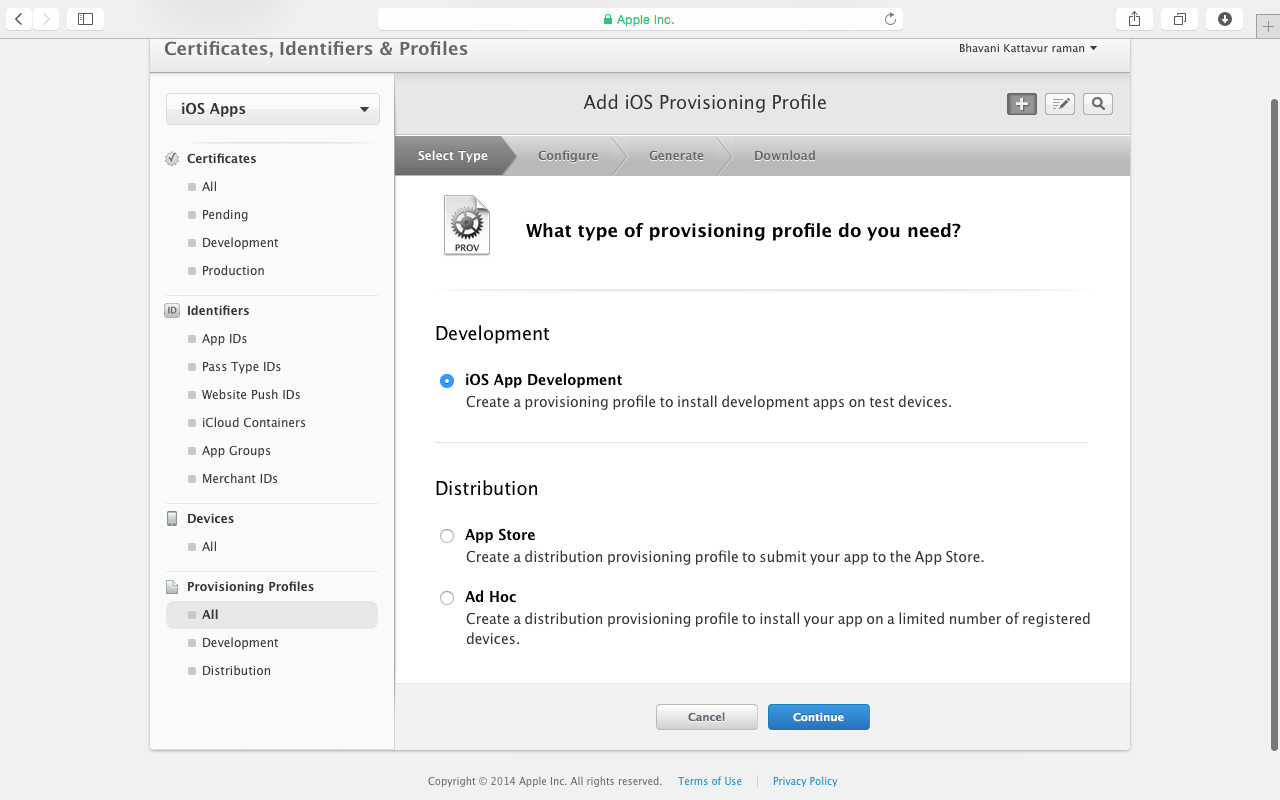 Apple Inc.
Certificates, Identifiers & Profiles
Bhavani Kattavur raman
iOS Apps
Add iOS Provisioning Profile
Select Type
Configure
Generate
Download
Certificates
All
Pending
Development
Production
ID
Identifiers
App IDs
Pass Type IDs
Website Push IDs
iCloud Containers
App Groups
Merchant IDs
Devices
All
Provisioning Profiles
All
Development
Distribution
PROV
What type of provisioning profile do you need?
Development
iOS App Development
Create a provisioning profile to install development apps on test devices.
Distribution
App Store
Create a distribution provisioning profile to submit your app to the App Store.
Ad Hoc
Create a distribution provisioning profile to install your app on a limited number of registered
devices.
Cancel
Continue
Copyright © 2014 Apple Inc. All rights reserved.
Terms of Use
Privacy Policy